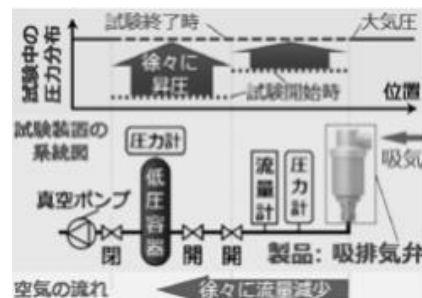 試験中の圧力分布
試験終了時
大気圧
徐々に昇圧
試験開始時
位置
試験装置の系統図
圧力計
低圧容器
流量計
圧力計
吸気
真空ポンプ
閉
開
開
製品: 吸排気弁
空気の流れ
徐々に流量減少